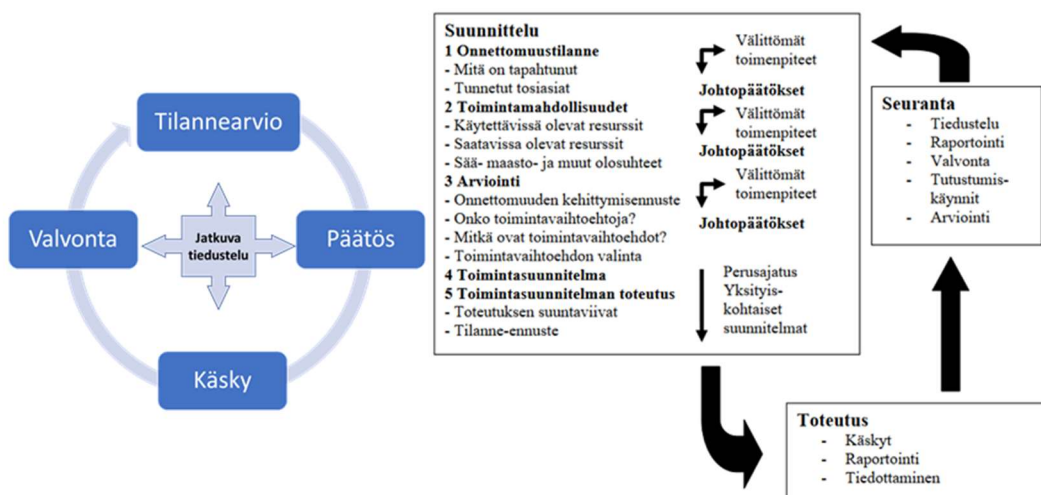 Tilannearvio
Valvonta
Jatkuva
tiedustelu
Päätös
Käsky
Suunnittelu
1 Onnettomuustilanne
- Mitä on tapahtunut
- Tunnetut tosiasiat
2 Toimintamahdollisuudet
- Käytettävissä olevat resurssit
- Saatavissa olevat resurssit
- Sää- maasto- ja muut olosuhteet
3 Arviointi
- Onnettomuuden kehittymisennuste
- Onko toimintavaihtoehtoja?
- Mitkä ovat toimintavaihtoehdot?
- Toimintavaihtoehdon valinta
4 Toimintasuunnitelma
5 Toimintasuunnitelman toteutus
- Toteutuksen suuntaviivat
- Tilanne-ennuste
Välittömät
toimenpiteet
Johtopäätökset
Välittömät
toimenpiteet
Johtopäätökset
Välittömät
toimenpiteet
Johtopäätökset
Perusajatus
Yksityis-
kohtaiset
suunnitelmat
Seuranta
- Tiedustelu
- Raportointi
- Valvonta
- Tutustumis-
käynnit
- Arviointi
Toteutus
- Käskyt
- Raportointi
- Tiedottaminen